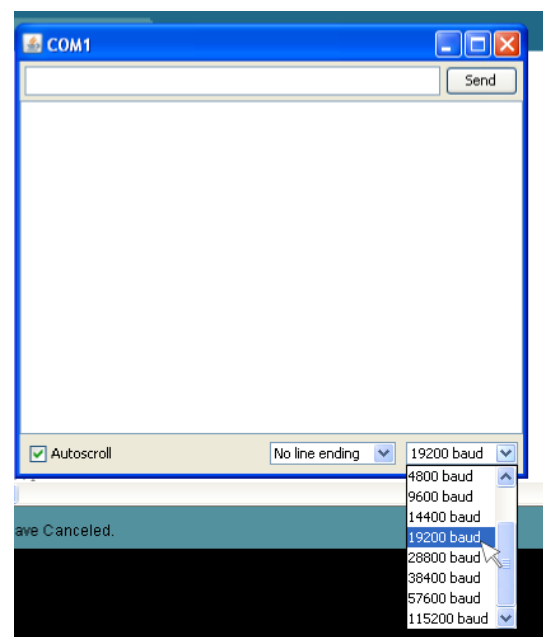 COM1
Send
Autoscroll
No line ending
19200 baud
4800 baud
9600 baud
14400 baud
ave Canceled.
19200 baud
28800 baud
38400 baud
57600 baud
115200 baud